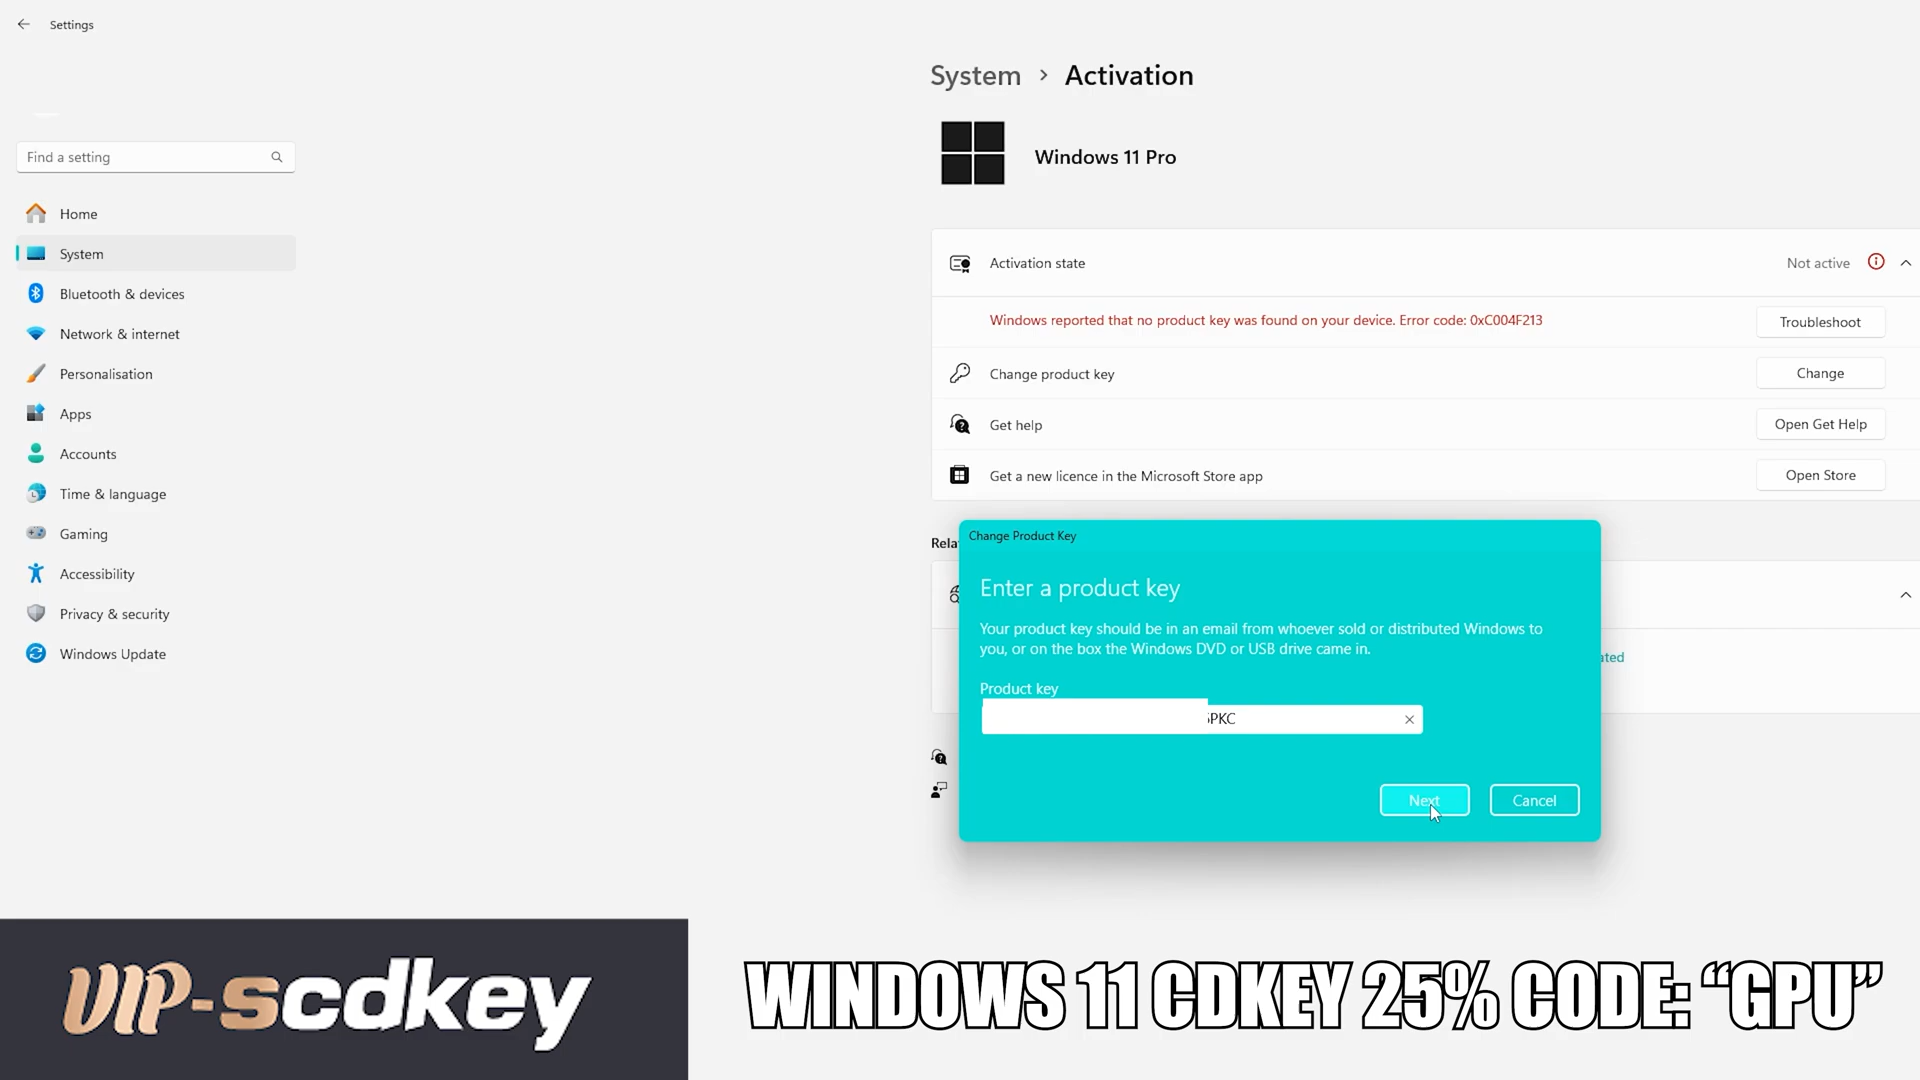 Settings
System > Activation
Windows 11 Pro
Find a setting
Home
System
Bluetooth & devices
Network & internet
Personalisation
Apps
Accounts
Time & language
Gaming
Accessibility
Privacy & security
Windows Update
Activation state
Not active
Windows reported that no product key was found on your device. Error code: 0xC004F213
Troubleshoot
Change product key
Change
Get help
Open Get Help
Get a new licence in the Microsoft Store app
Open Store
Rela
Change Product Key
Enter a product key
Your product key should be in an email from whoever sold or distributed Windows to
you, or on the box the Windows DVD or USB drive came in.
ated
Product key
PKC
Next
Cancel
VIP-scdkey
WINDOWS 11 CDKEY 25% CODE: “GPU”